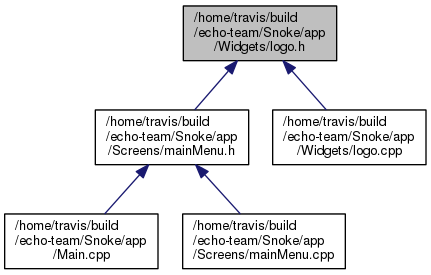 /home/travis/build
/echo-team/Snoke/app
/Widgets/logo.h
/home/travis/build
/echo-team/Snoke/app
/Screens/mainMenu.h
/home/travis/build
/echo-team/Snoke/app
/Widgets/logo.cpp
/home/travis/build
/echo-team/Snoke/app
/Main.cpp
/home/travis/build
/echo-team/Snoke/app
/Screens/mainMenu.cpp